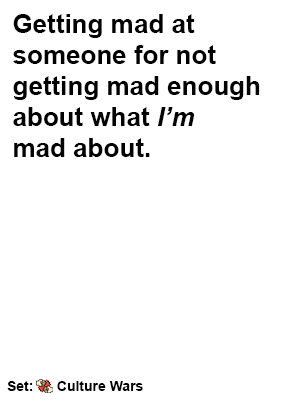 Getting mad at
someone for not
getting mad enough
about what I’m
mad about.
Set: Culture Wars